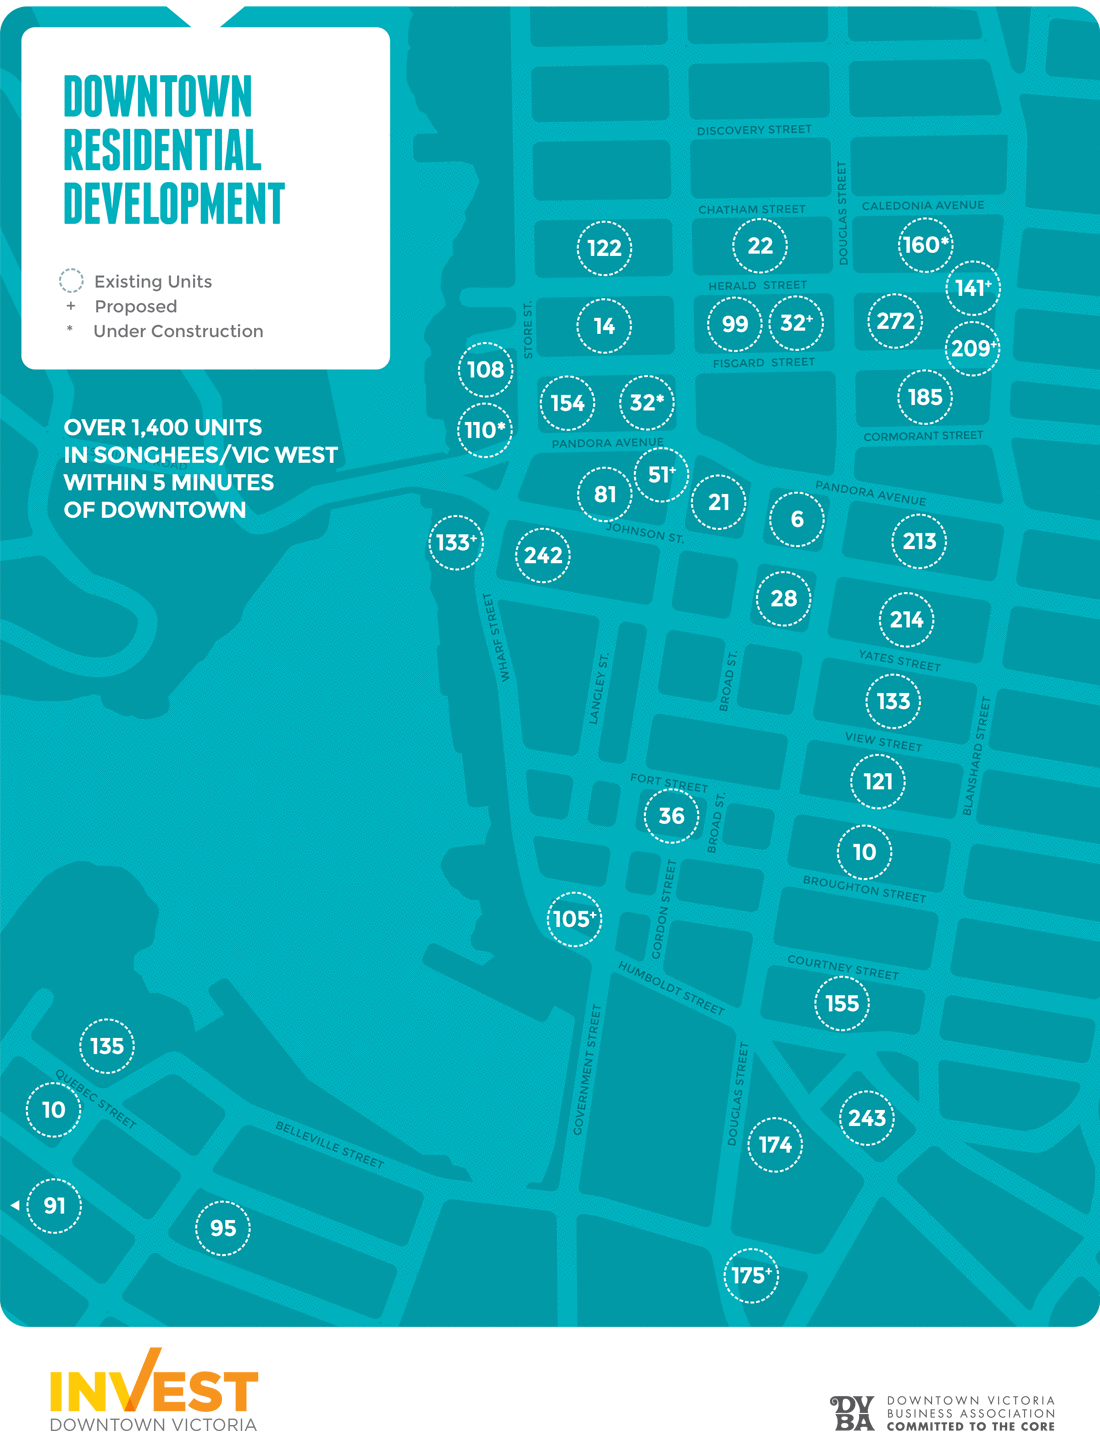 DOWNTOWN
RESIDENTIAL
DEVELOPMENT
Existing Units
+ Proposed
* Under Construction
OVER 1,400 UNITS
IN SONGHEES/VIC WEST
WITHIN 5 MINUTES
OF DOWNTOWN
DISCOVERY STREET
DOUGLAS STREET
CHATHAM STREET
CALEDONIA AVENUE
122
22
160*
HERALD STREET
141+
STORE ST.
14
99
32+
272
209+
FISGARD STREET
108
154
32*
185
110*
PANDORA AVENUE
CORMORANT STREET
51+
81
21
PANDORA AVENUE
6
JOHNSON ST.
133+
242
213
28
214
WHARF STREET
LANGLEY ST.
BROAD ST.
YATES STREET
133
VIEW STREET
BLANSHARD STREET
FORT STREET
121
36
BROAD ST.
10
BROUGHTON STREET
105+
GORDON STREET
HUMBOLDT STREET
COURTNEY STREET
155
135
GOVERNMENT STREET
DOUGLAS STREET
QUEBEC STREET
10
BELLEVILLE STREET
243
174
91
95
175+
INVEST
DOWNTOWN VICTORIA
DVBA
DOWNTOWN VICTORIA
BUSINESS ASSOCIATION
COMMITTED TO THE CORE